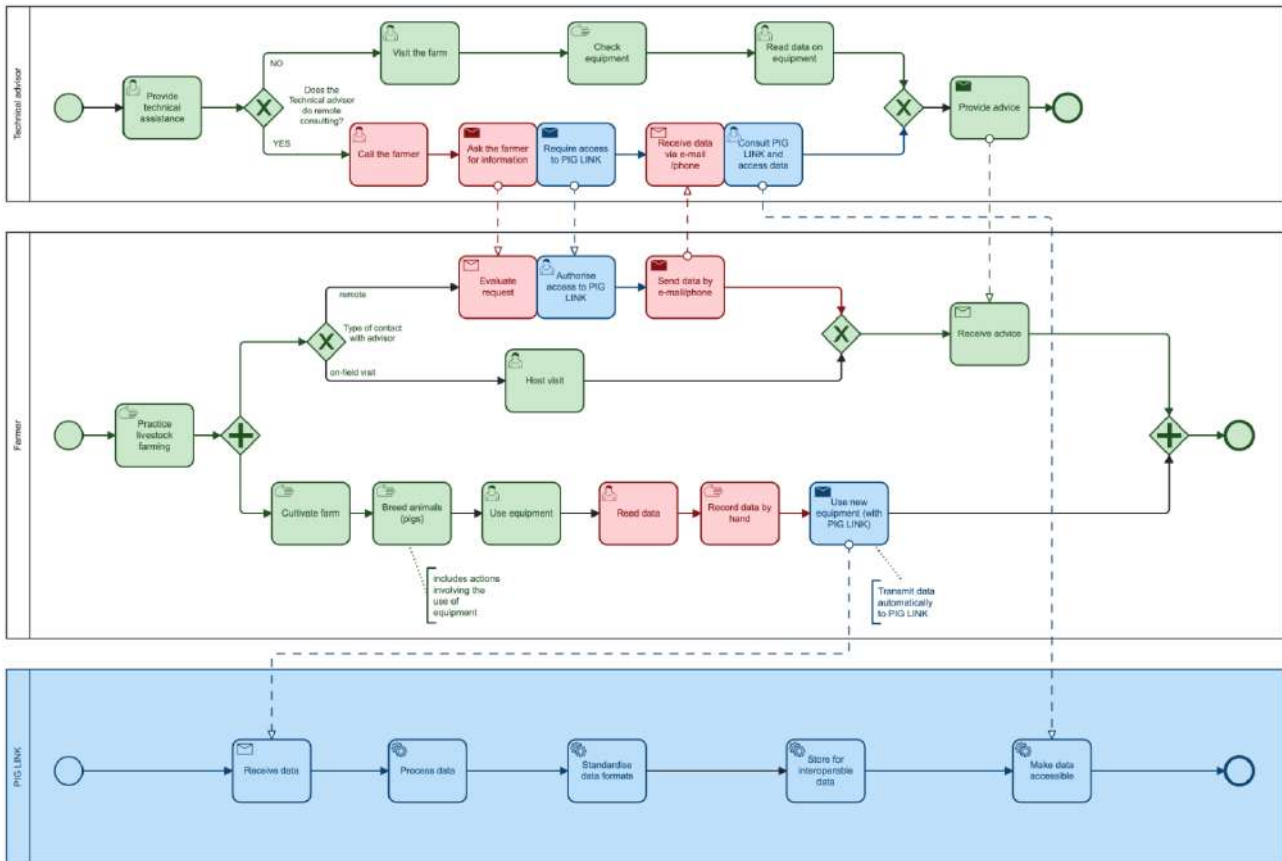 Technical advisor
Visit the farm
Check
equipment
Read data on
equipment
NO
Provide
technical
assistance
Does the
Technical advisor
do remote
consulting?
Provide advice
YES
Call the farmer
Ask the farmer
for information
Require access
to PIG LINK
Receive data
via e-mail
/phone
Consult PIG
LINK and
access data
Farmer
Evaluate
request
Authorise
access to PIG
LINK
Send data by
e-mail/phone
remote
Type of contact
with advisor
Receive advice
on-field visit
Host visit
Practice
livestock
farming
Cultivate farm
Breed animals
(pigs)
Use equipment
Read data
Record data by
hand
Use new
equipment (with
PIG LINK)
includes actions
involving the
use of
equipment
Transmit data
automatically
to PIG LINK
PIG LINK
Receive data
Process data
Standardise
data formats
Store for
interoperable
data
Make data
accessible